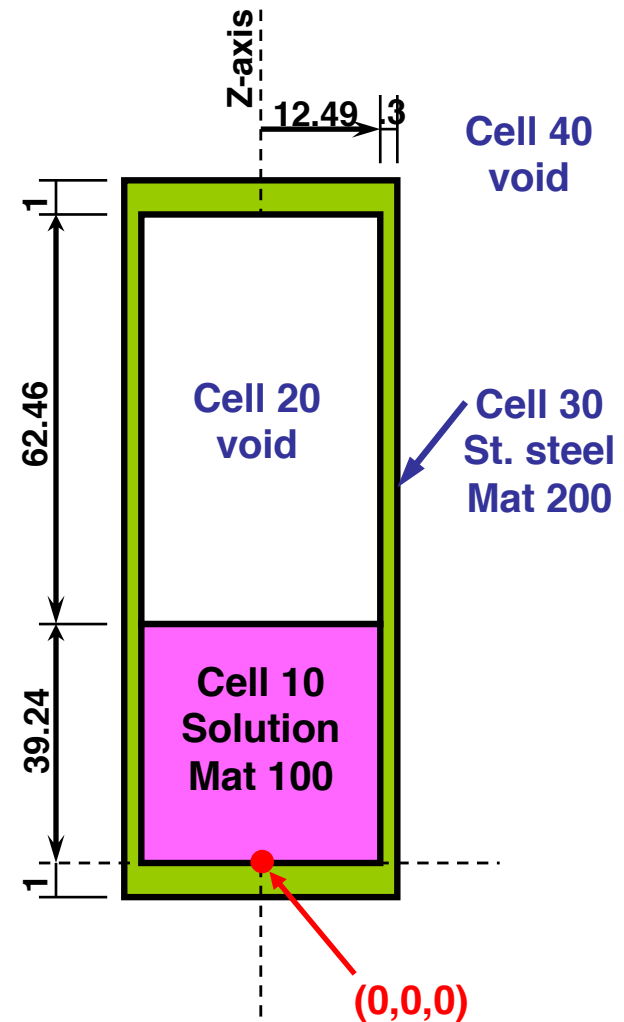 Z-axis
12.49
.3
Cell 40
void
1
62.46
Cell 20
void
Cell 30
St. steel
Mat 200
39.24
Cell 10
Solution
Mat 100
1
(0,0,0)